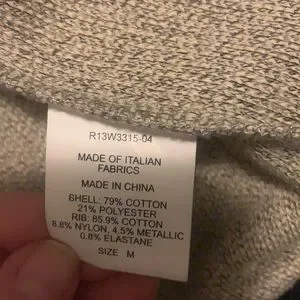 R13W3315-04
MADE OF ITALIAN
FABRICS
MADE IN CHINA
SHELL: 79% COTTON
21% POLYESTER
RIB: 85.9% COTTON
8.8% NYLON, 4.5% METALLIC
0.8% ELASTANE
SIZE M